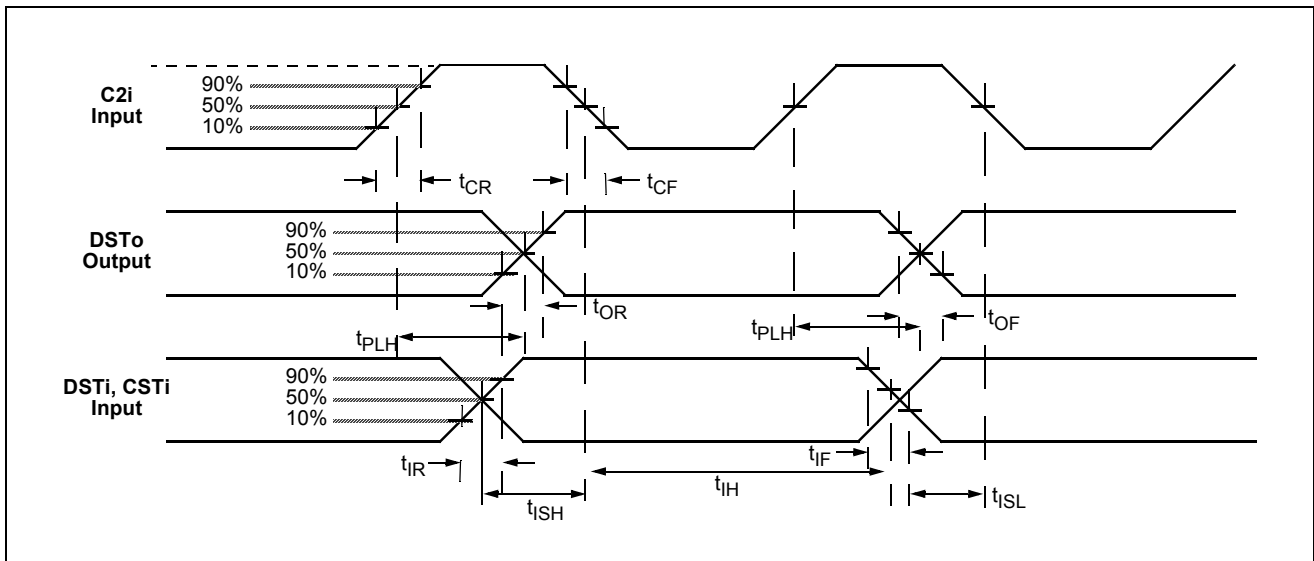 C2i
Input
90%
50%
10%
tCR
tCF
DSTo
Output
90%
50%
10%
tOR
tOF
tPLH
tPLH
DSTi, CSTi
Input
90%
50%
10%
tIR
tIF
tISH
tIH
tISL